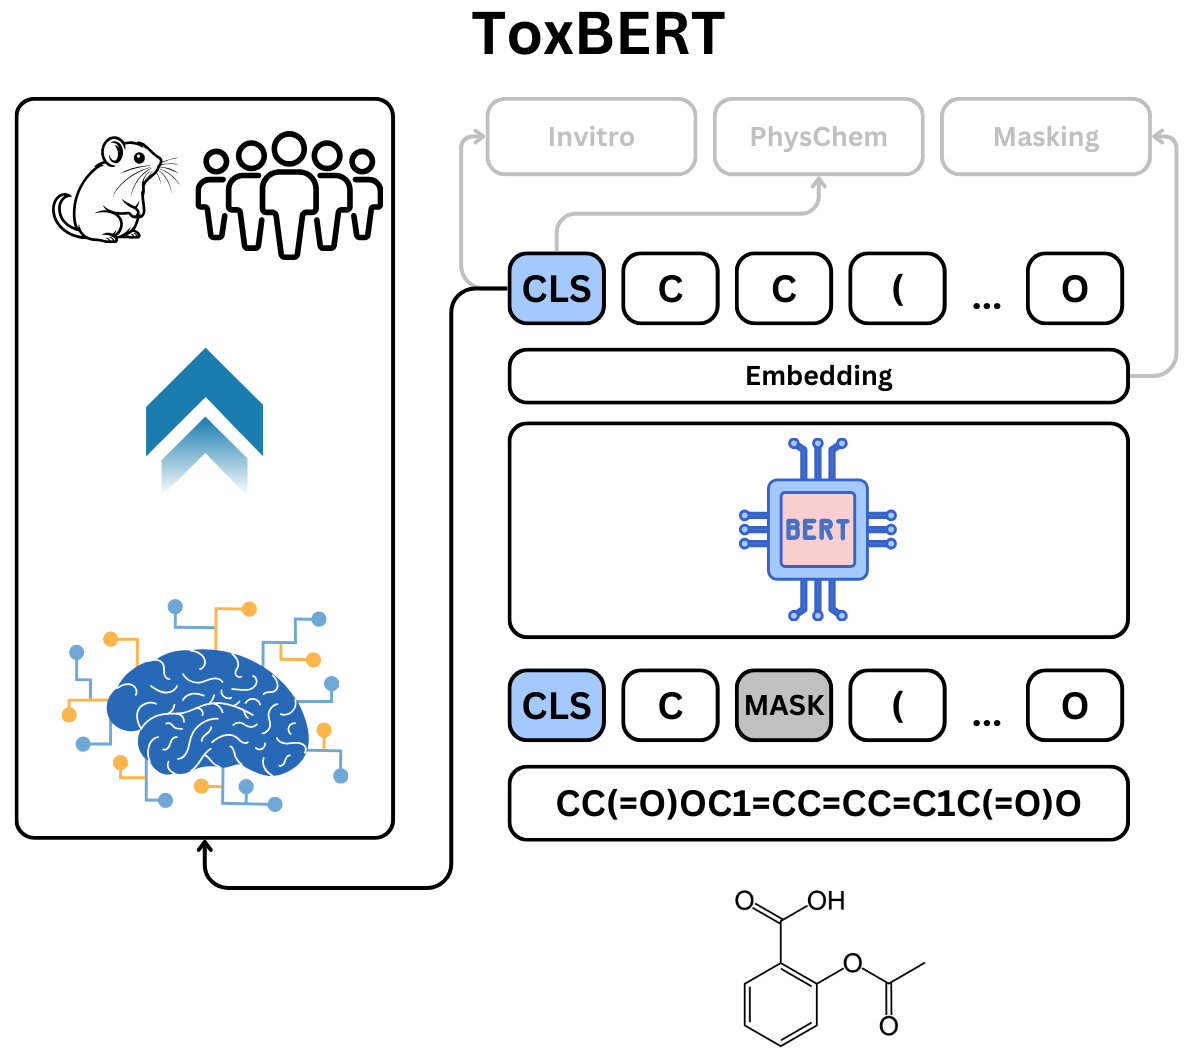 ToxBERT
Invitro PhysChem Masking
CLS C C ( ... O
Embedding
BERT
CLS C MASK ( ... O
CC(=O)OC1=CC=CC=C1C(=O)O
O OH
O
O